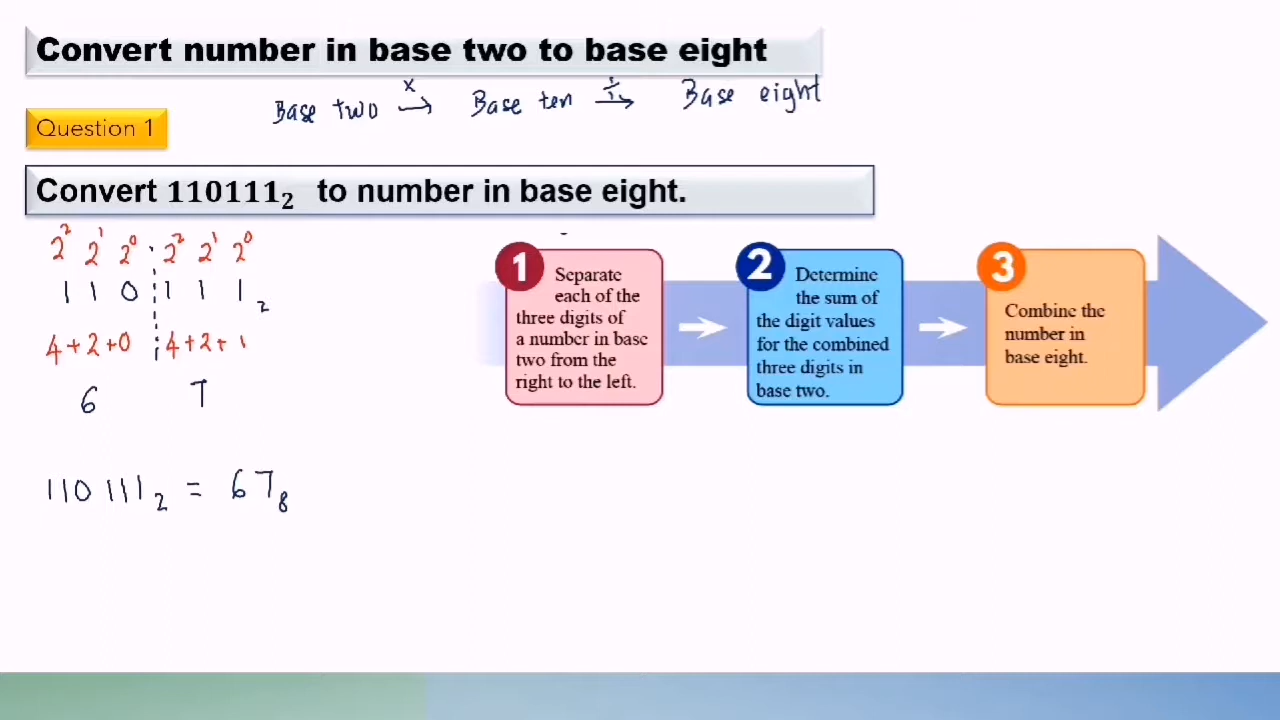 Convert number in base two to base eight
Base two ×→ Base ten ÷→ Base eight
Question 1
Convert 110111₂ to number in base eight.
2² 2¹ 2⁰ 2² 2¹ 2⁰
1 1 0 1 1 1₂
4+2+0 4+2+1
6 7
110 111₂ = 67₈
1
Separate
each of the
three digits of
a number in base
two from the
right to the left.
2
Determine
the sum of
the digit values
for the combined
three digits in
base two.
3
Combine the
number in
base eight.